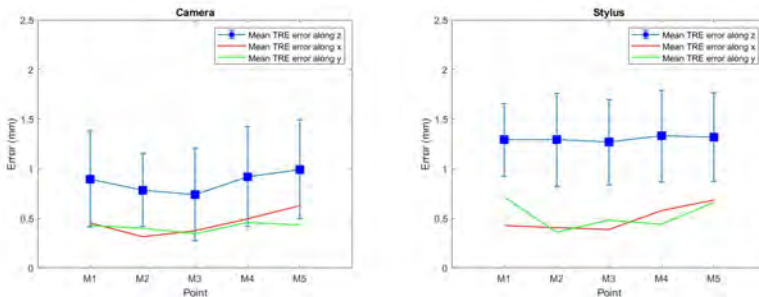 Camera
Mean TRE error along z
Mean TRE error along x
Mean TRE error along y
2.5
2
1.5
1
0.5
0
Error (mm)
M1 M2 M3 M4 M5
Point
Stylus
Mean TRE error along z
Mean TRE error along x
Mean TRE error along y
2.5
2
1.5
1
0.5
0
Error (mm)
M1 M2 M3 M4 M5
Point